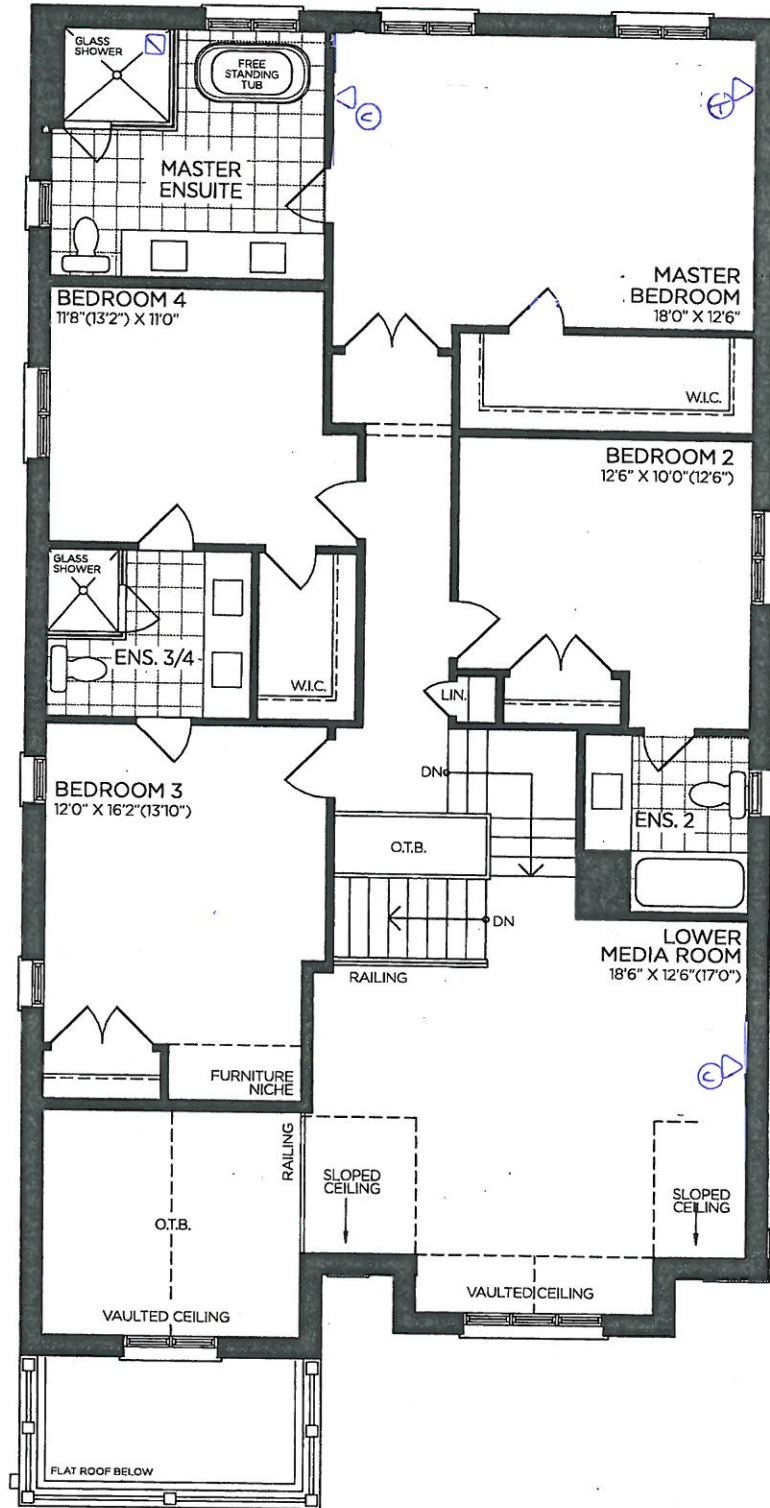 GLASS
SHOWER
FREE
STANDING
TUB
C
T
MASTER
ENSUITE
MASTER
BEDROOM
18'0" X 12'6"
BEDROOM 4
11'8"(13'2") X 11'0"
W.I.C.
BEDROOM 2
12'6" X 10'0"(12'6")
GLASS
SHOWER
ENS. 3/4
W.I.C.
LIN.
DN
BEDROOM 3
12'0" X 16'2"(13'10")
ENS. 2
O.T.B.
DN
LOWER
MEDIA ROOM
18'6" X 12'6"(17'0")
RAILING
C
FURNITURE
NICHE
RAILING
SLOPED
CEILING
SLOPED
CEILING
O.T.B.
VAULTED CEILING
VAULTED CEILING
FLAT ROOF BELOW